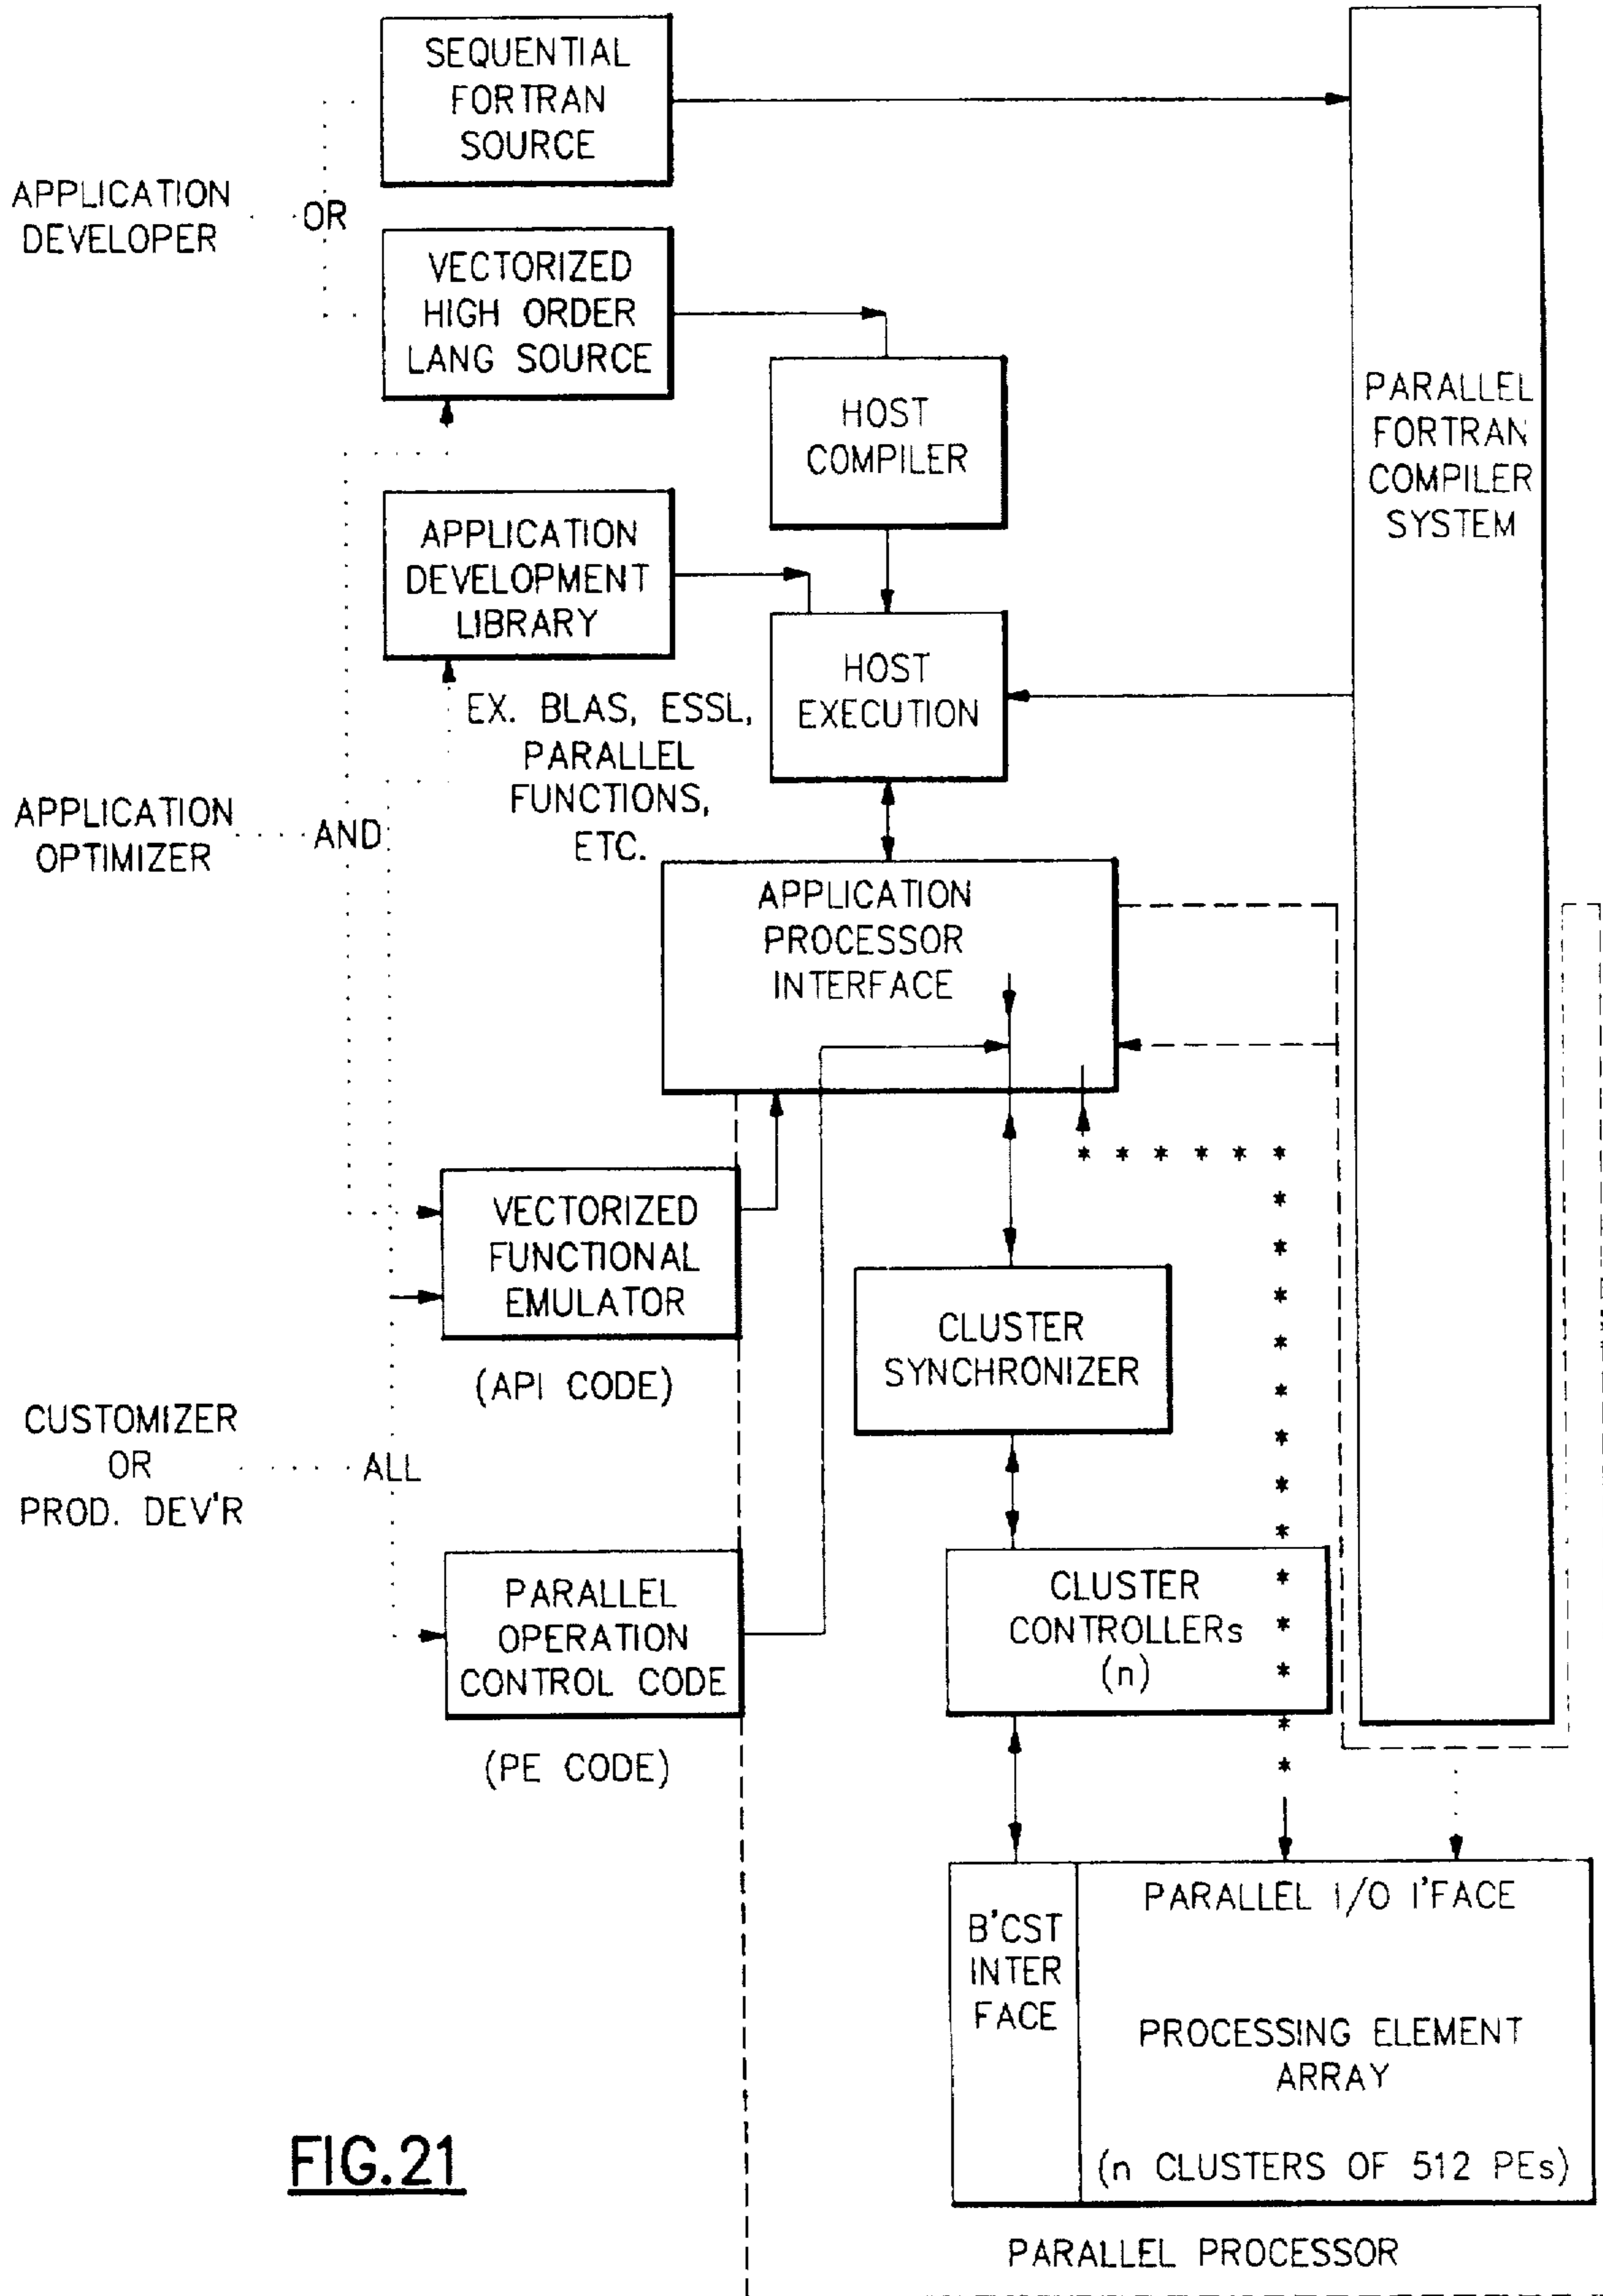 SEQUENTIAL
FORTRAN
SOURCE
APPLICATION
DEVELOPER
OR
VECTORIZED
HIGH ORDER
LANG SOURCE
HOST
COMPILER
PARALLEL
FORTRAN
COMPILER
SYSTEM
APPLICATION
DEVELOPMENT
LIBRARY
HOST
EXECUTION
EX. BLAS, ESSL,
PARALLEL
FUNCTIONS,
ETC.
APPLICATION
OPTIMIZER
AND
APPLICATION
PROCESSOR
INTERFACE
VECTORIZED
FUNCTIONAL
EMULATOR
(API CODE)
CLUSTER
SYNCHRONIZER
CUSTOMIZER
OR
PROD. DEV'R
ALL
PARALLEL
OPERATION
CONTROL CODE
(PE CODE)
CLUSTER
CONTROLLERs
(n)
B'CST
INTER
FACE
PARALLEL I/O I'FACE
PROCESSING ELEMENT
ARRAY
(n CLUSTERS OF 512 PEs)
PARALLEL PROCESSOR
FIG.21